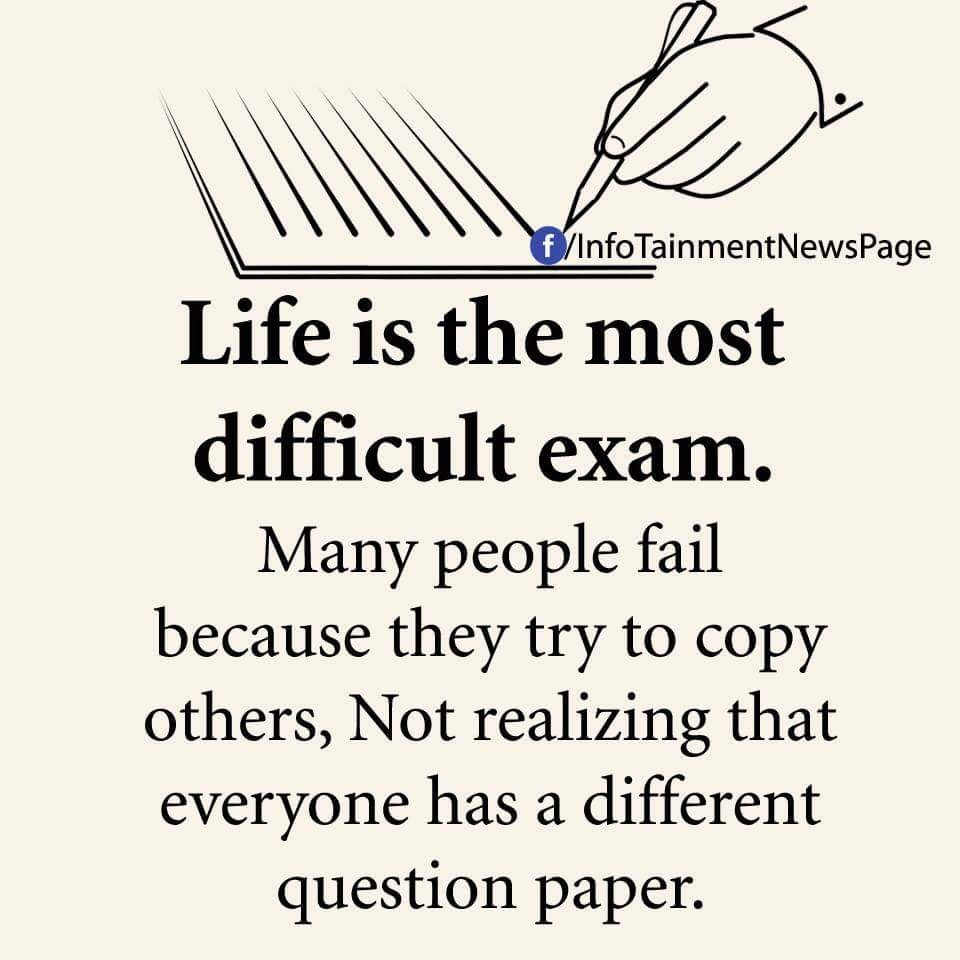 f/InfoTainmentNewsPage
Life is the most
difficult exam.
Many people fail
because they try to copy
others, Not realizing that
everyone has a different
question paper.